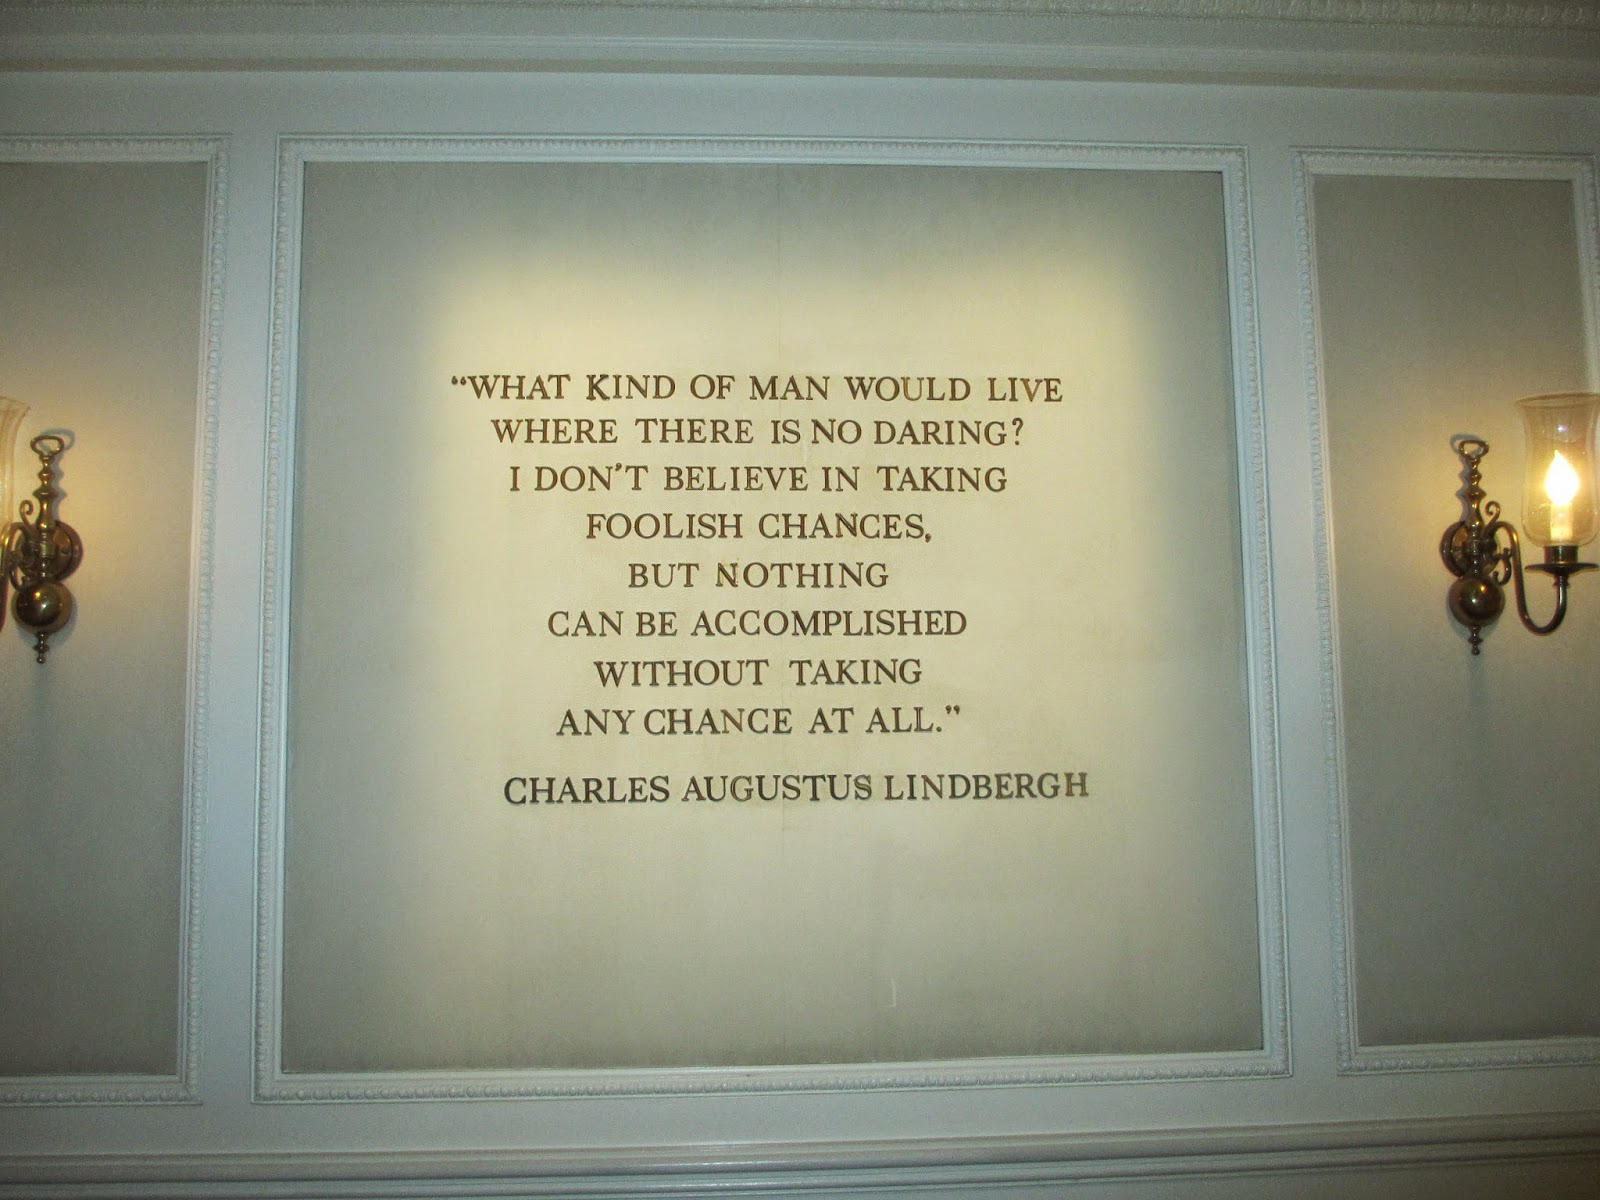 “WHAT KIND OF MAN WOULD LIVE
WHERE THERE IS NO DARING?
I DON'T BELIEVE IN TAKING
FOOLISH CHANCES,
BUT NOTHING
CAN BE ACCOMPLISHED
WITHOUT TAKING
ANY CHANCE AT ALL.”
CHARLES AUGUSTUS LINDBERGH